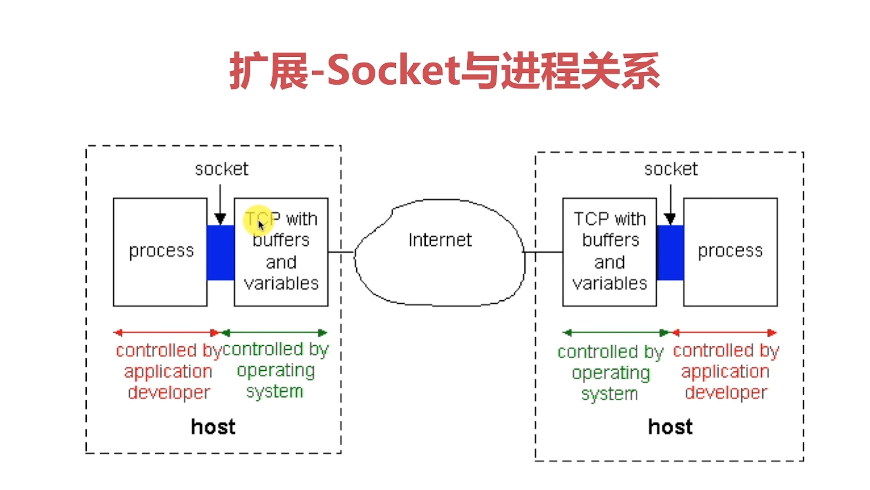 扩展-Socket与进程关系
socket
process
TCP with
buffers
and
variables
controlled by
application
developer
controlled by
operating
system
host
Internet
socket
TCP with
buffers
and
variables
process
controlled by
operating
system
controlled by
application
developer
host